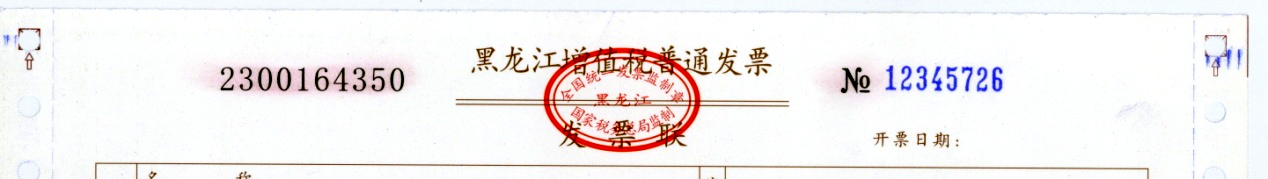 黑龙江增值税普通发票
2300164350
№ 12345726
全国统一发票监制章
黑龙江
国家税务总局监制
发票联
开票日期:
名 称